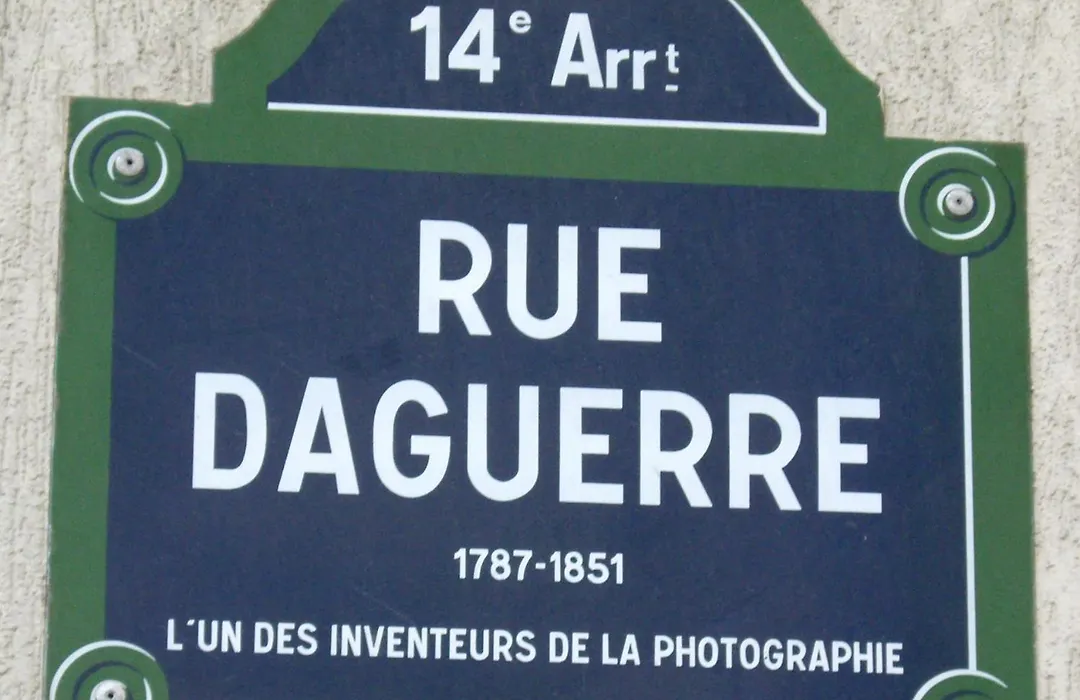 14e Arrt
RUE
DAGUERRE
1787-1851
L'UN DES INVENTEURS DE LA PHOTOGRAPHIE